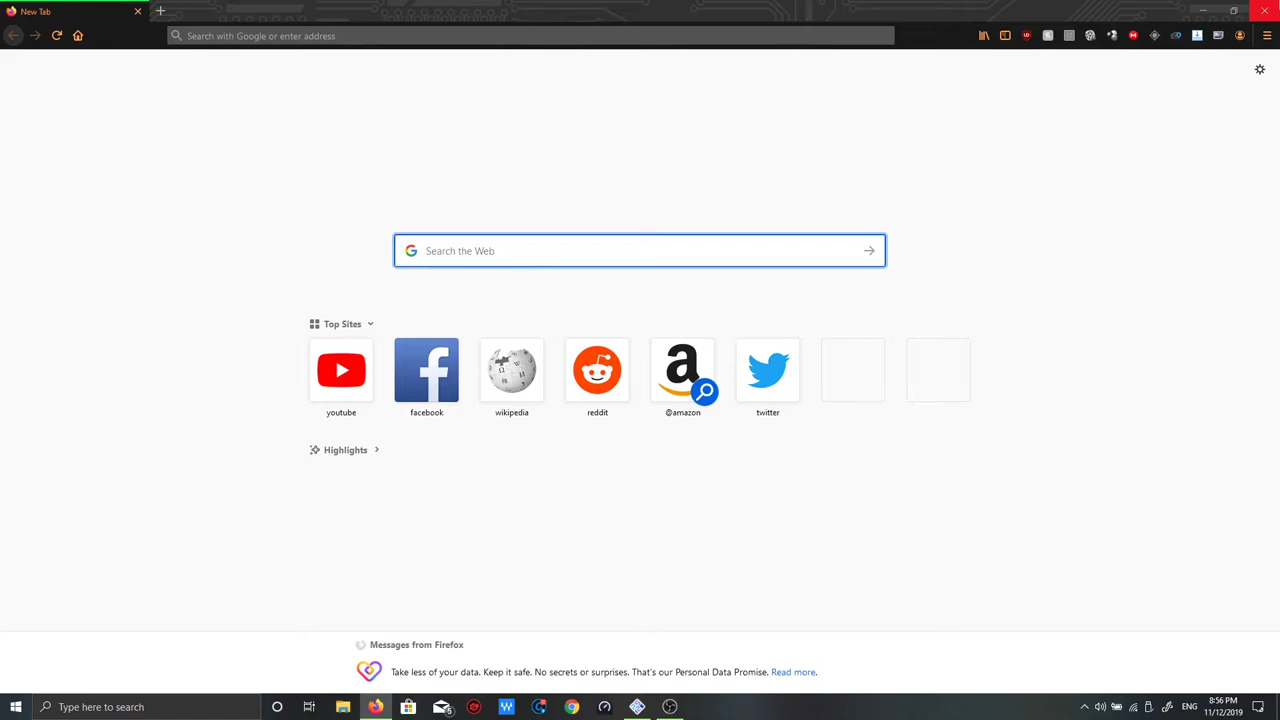 New Tab
Search with Google or enter address
Search the Web
Top Sites
youtube
facebook
wikipedia
reddit
@amazon
twitter
Highlights
Messages from Firefox
Take less of your data. Keep it safe. No secrets or surprises. That's our Personal Data Promise. Read more.
Type here to search
ENG
8:56 PM
11/12/2019